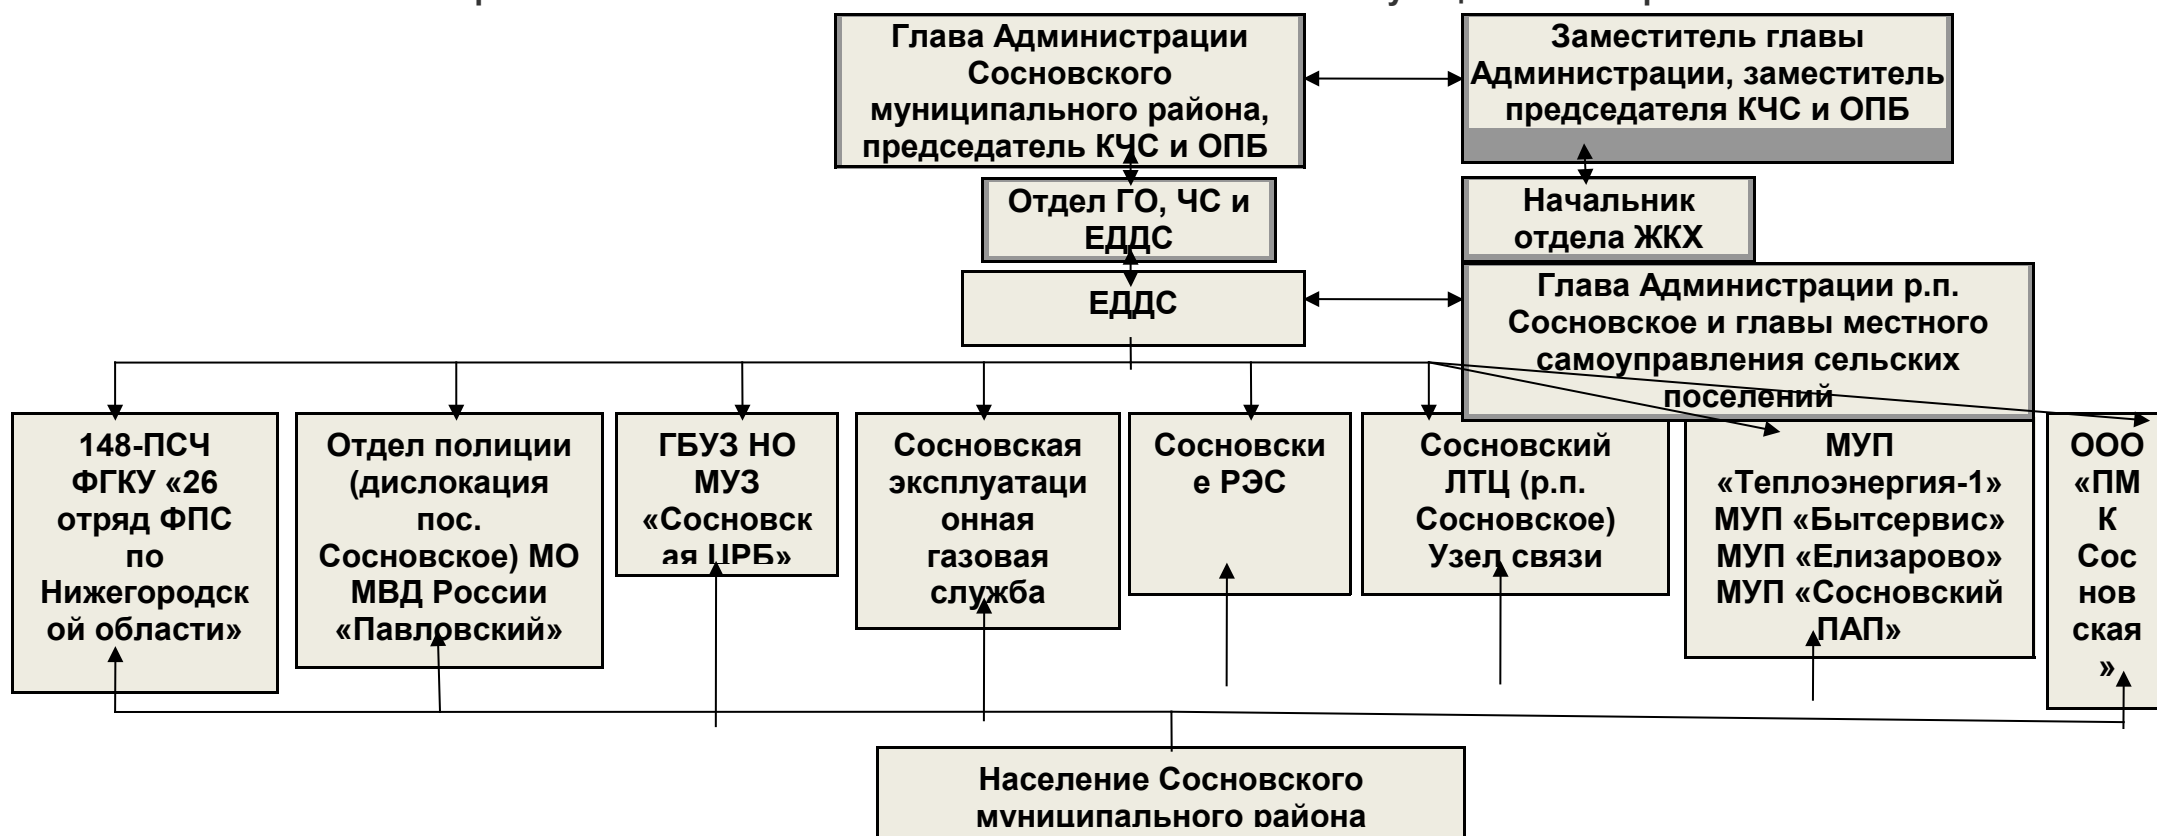 Глава Администрации
Сосновского
муниципального района,
председатель КЧС и ОПБ
Заместитель главы
Администрации, заместитель
председателя КЧС и ОПБ
Отдел ГО, ЧС и
ЕДДС
Начальник
отдела ЖКХ
ЕДДС
Глава Администрации р.п.
Сосновское и главы местного
самоуправления сельских
поселений
148-ПСЧ
ФГКУ «26
отряд ФПС
по
Нижегородск
ой области»
Отдел полиции
(дислокация
пос.
Сосновское) МО
МВД России
«Павловский»
ГБУЗ НО
МУЗ
«Сосновск
ая ЦРБ»
Сосновская
эксплуатаци
онная
газовая
служба
Сосновски
е РЭС
Сосновский
ЛТЦ (р.п.
Сосновское)
Узел связи
МУП
«Теплоэнергия-1»
МУП «Бытсервис»
МУП «Елизарово»
МУП «Сосновский
ПАП»
ООО
«ПМ
К
Сос
нов
ская
»
Население Сосновского
муниципального района